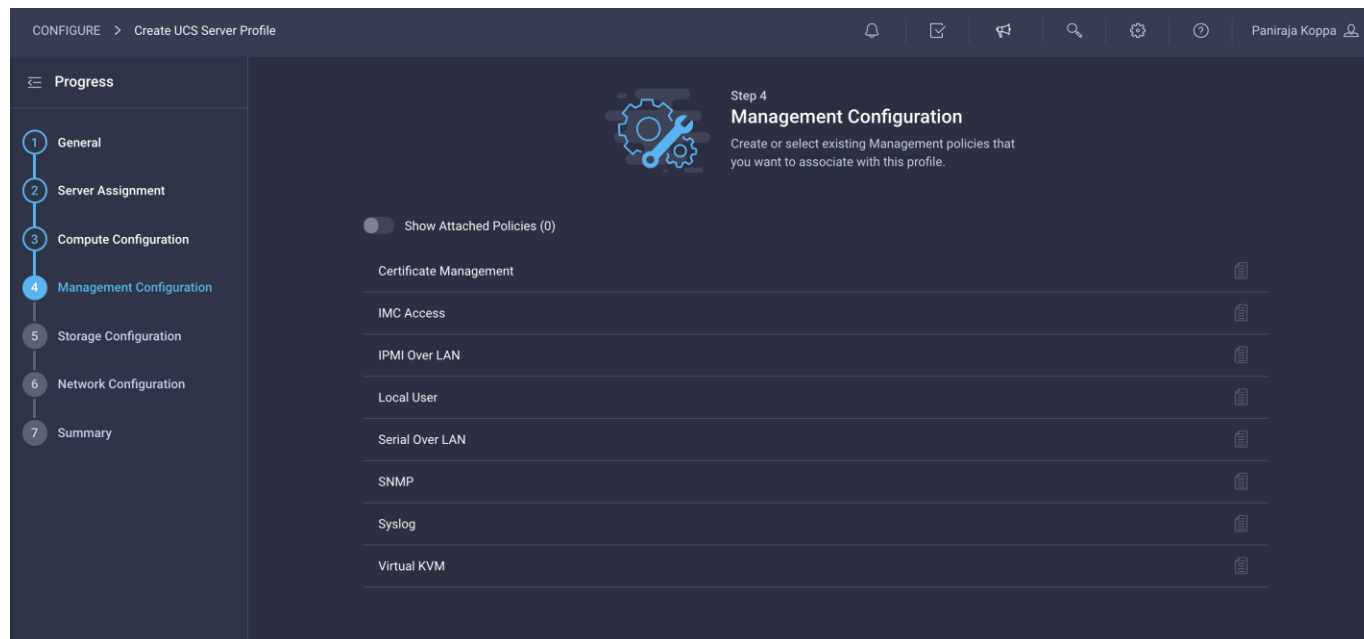 CONFIGURE > Create UCS Server Profile
Paniraja Koppa
Progress
1 General
2 Server Assignment
3 Compute Configuration
4 Management Configuration
5 Storage Configuration
6 Network Configuration
7 Summary
Step 4
Management Configuration
Create or select existing Management policies that
you want to associate with this profile.
Show Attached Policies (0)
Certificate Management
IMC Access
IPMI Over LAN
Local User
Serial Over LAN
SNMP
Syslog
Virtual KVM